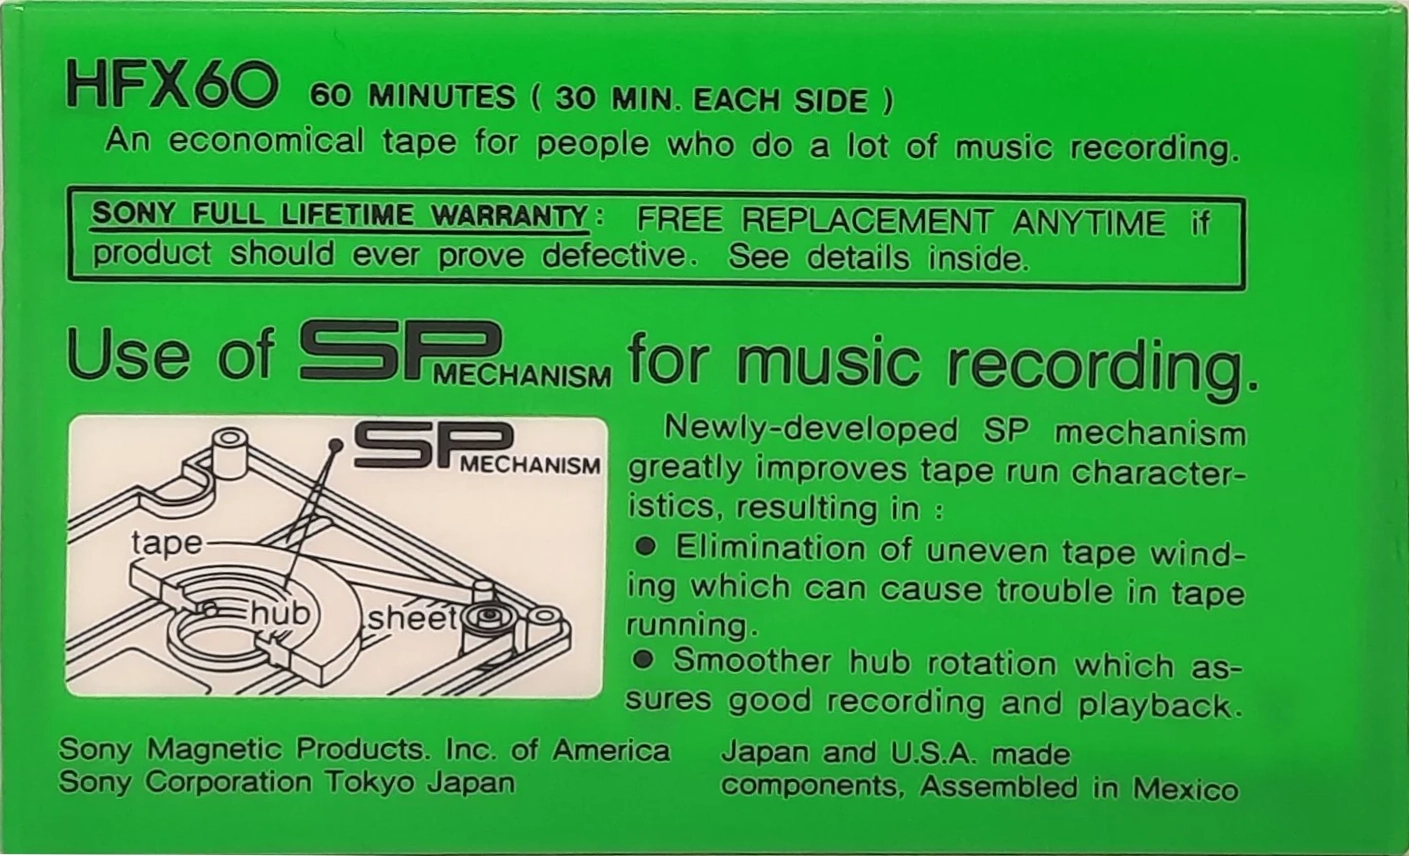 HFX60 60 MINUTES ( 30 MIN. EACH SIDE )
An economical tape for people who do a lot of music recording.
SONY FULL LIFETIME WARRANTY: FREE REPLACEMENT ANYTIME if
product should ever prove defective. See details inside.
Use of SP MECHANISM for music recording.
SP MECHANISM
tape
hub
sheet
Newly-developed SP mechanism
greatly improves tape run character-
istics, resulting in :
● Elimination of uneven tape wind-
ing which can cause trouble in tape
running.
● Smoother hub rotation which as-
sures good recording and playback.
Sony Magnetic Products. Inc. of America
Sony Corporation Tokyo Japan
Japan and U.S.A. made
components, Assembled in Mexico